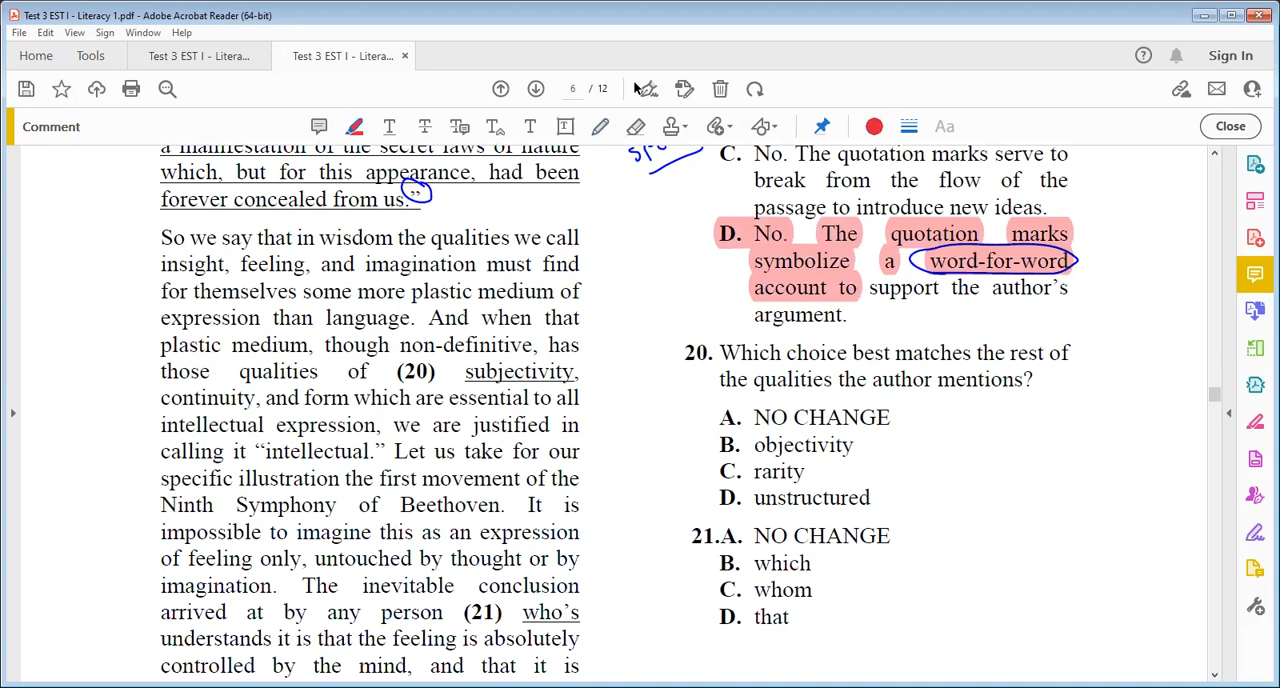 Test 3 EST I - Literacy 1.pdf - Adobe Acrobat Reader (64-bit)
File Edit View Sign Window Help
Home Tools Test 3 EST I - Litera... Test 3 EST I - Litera... × Sign In
6 / 12
Comment Aa Close
a manifestation of the secret laws of nature
which, but for this appearance, had been
forever concealed from us.”
So we say that in wisdom the qualities we call
insight, feeling, and imagination must find
for themselves some more plastic medium of
expression than language. And when that
plastic medium, though non-definitive, has
those qualities of (20) subjectivity,
continuity, and form which are essential to all
intellectual expression, we are justified in
calling it “intellectual.” Let us take for our
specific illustration the first movement of the
Ninth Symphony of Beethoven. It is
impossible to imagine this as an expression
of feeling only, untouched by thought or by
imagination. The inevitable conclusion
arrived at by any person (21) who’s
understands it is that the feeling is absolutely
controlled by the mind, and that it is
C. No. The quotation marks serve to
break from the flow of the
passage to introduce new ideas.
D. No. The quotation marks
symbolize a word-for-word
account to support the author’s
argument.
20. Which choice best matches the rest of
the qualities the author mentions?
A. NO CHANGE
B. objectivity
C. rarity
D. unstructured
21.A. NO CHANGE
B. which
C. whom
D. that